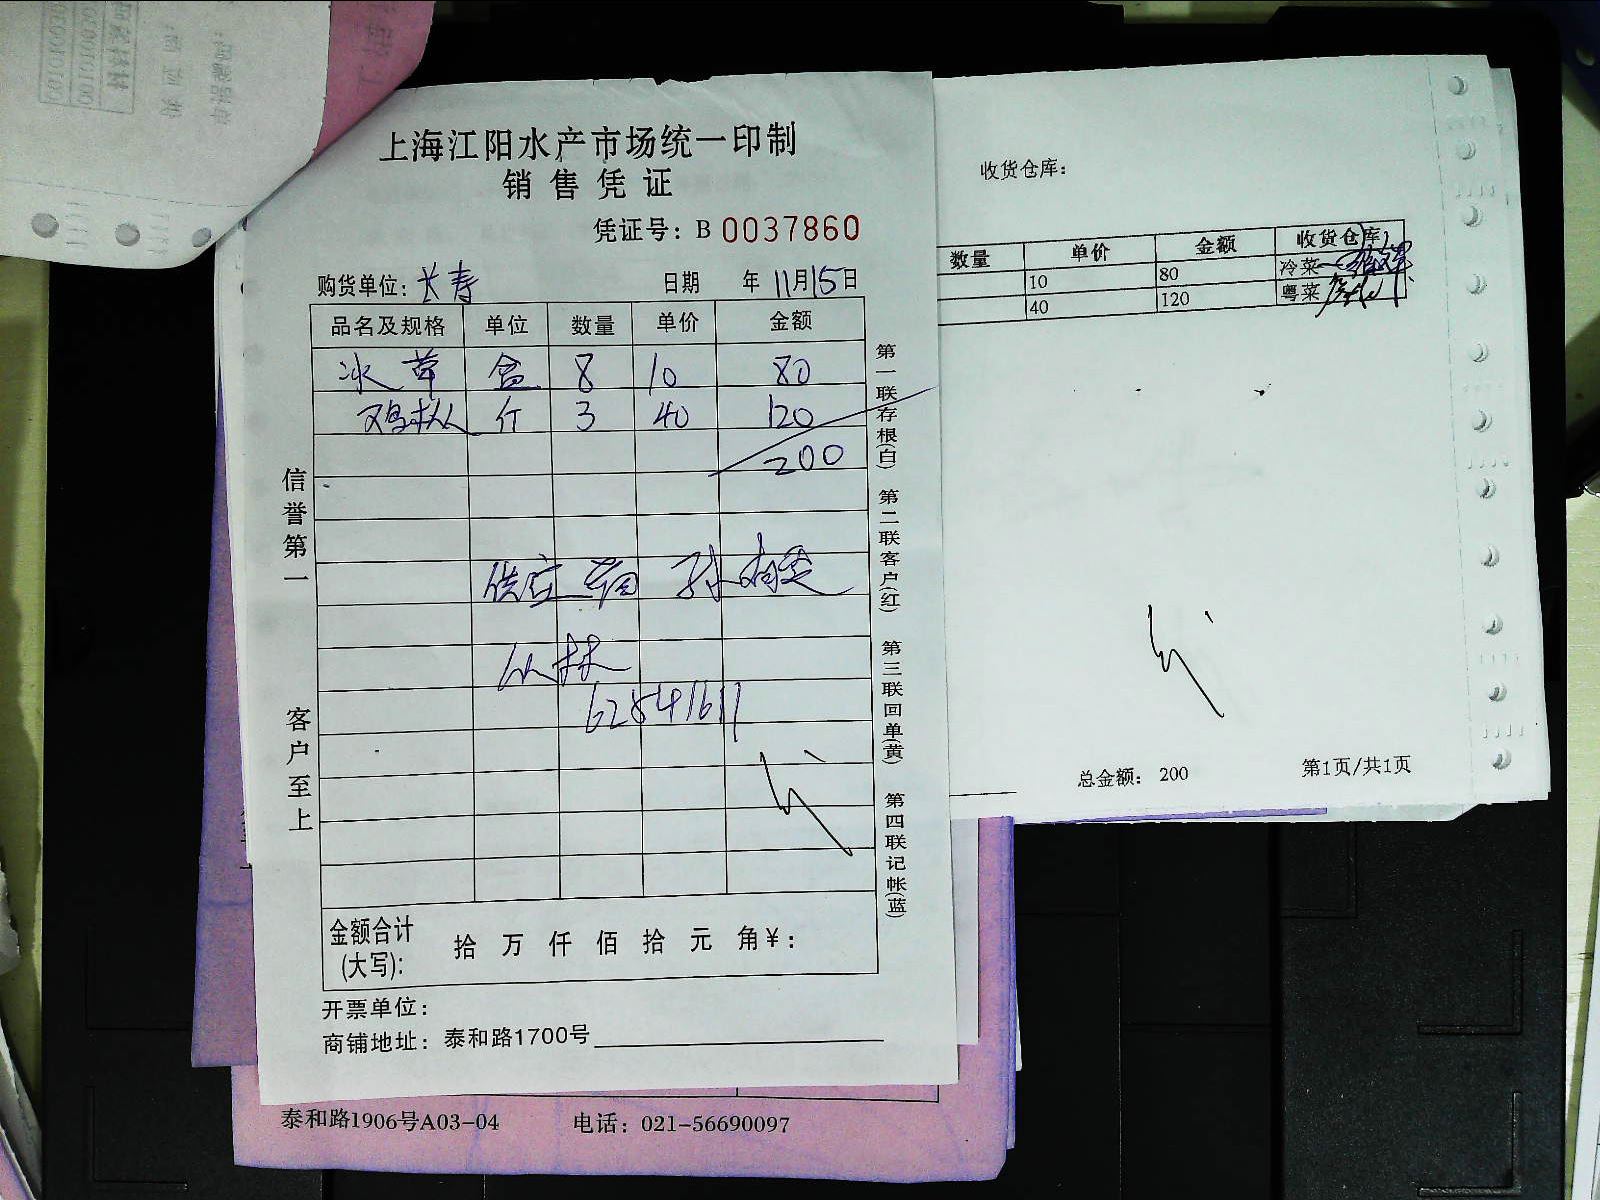 上海江阳水产市场统一印制
销售凭证
凭证号：B 0037860
购货单位：长寿 日期 年 11月15日
品名及规格 单位 数量 单价 金额
冰草 盒 8 10 80
鸡枞 斤 3 40 120
200
供应商 孙
丛林
62541611
金额合计(大写)： 拾 万 仟 佰 拾 元 角 ¥：
开票单位：
商铺地址：泰和路1700号
信誉第一 客户至上
第一联存根(白) 第二联客户(红) 第三联回单(黄) 第四联记帐(蓝)
泰和路1906号A03-04 电话：021-56690097
收货仓库：
数量 单价 金额 收货仓库
10 80 冷菜
40 120 粤菜
总金额： 200 第1页/共1页